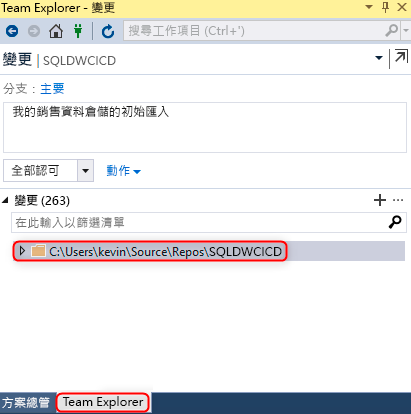 Team Explorer - 變更
搜尋工作項目 (Ctrl+')
變更 | SQLDWCICD
分支：主要
我的銷售資料倉儲的初始匯入
全部認可 動作
變更 (263)
在此輸入以篩選清單
C:\Users\kevin\Source\Repos\SQLDWCICD
方案總管 Team Explorer